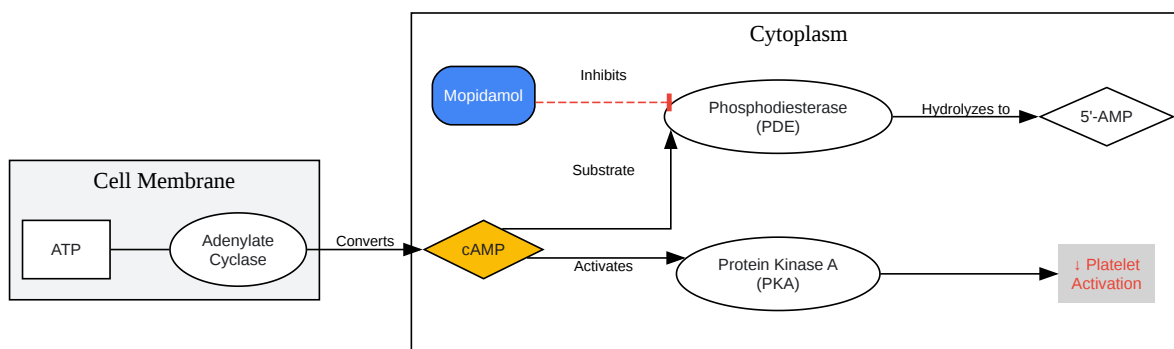 Cytoplasm
Inhibits
Mopidamol
Phosphodiesterase
(PDE)
Hydrolyzes to
5'-AMP
Substrate
Cell Membrane
ATP
Adenylate
Cyclase
Converts
cAMP
Activates
Protein Kinase A
(PKA)
↓ Platelet
Activation